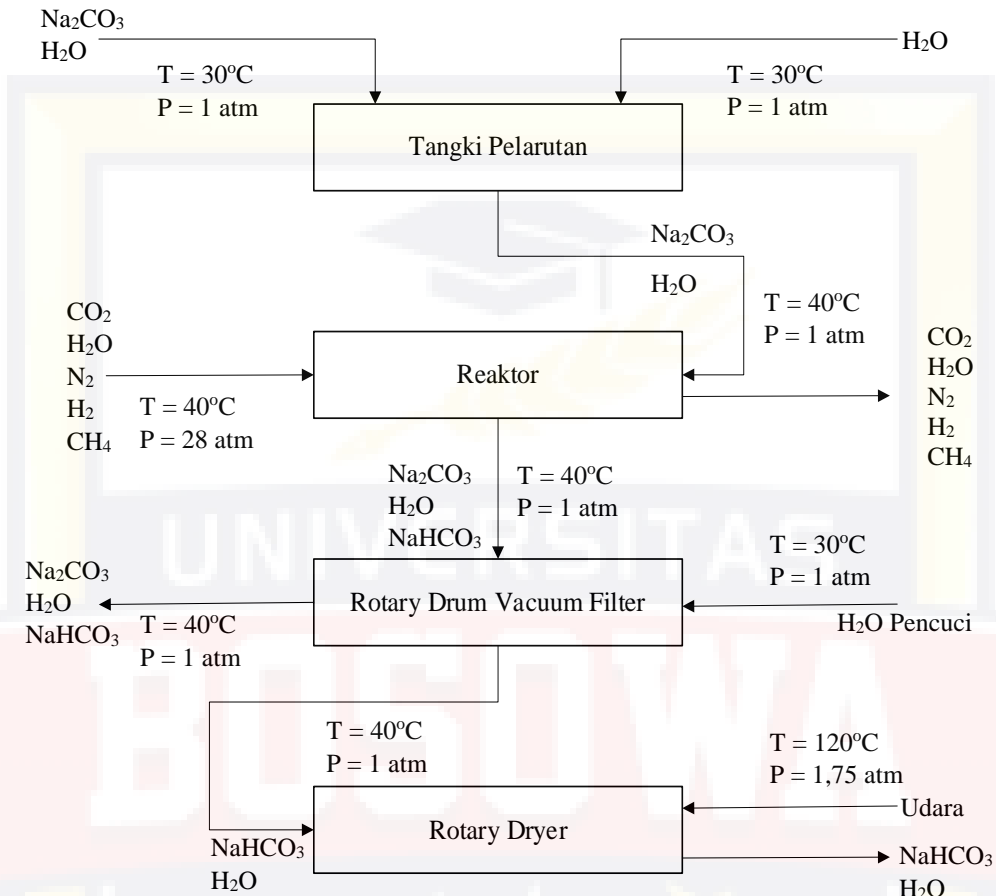 Na₂CO₃
H₂O
T = 30°C
P = 1 atm
H₂O
T = 30°C
P = 1 atm
Tangki Pelarutan
Na₂CO₃
H₂O
T = 40°C
P = 1 atm
CO₂
H₂O
N₂
H₂
CH₄
T = 40°C
P = 28 atm
Reaktor
CO₂
H₂O
N₂
H₂
CH₄
Na₂CO₃
H₂O
NaHCO₃
T = 40°C
P = 1 atm
T = 30°C
P = 1 atm
H₂O Pencuci
Rotary Drum Vacuum Filter
Na₂CO₃
H₂O
NaHCO₃
T = 40°C
P = 1 atm
T = 40°C
P = 1 atm
NaHCO₃
H₂O
Rotary Dryer
T = 120°C
P = 1,75 atm
Udara
NaHCO₃
H₂O
UNIVERSITAS
BOSOWA